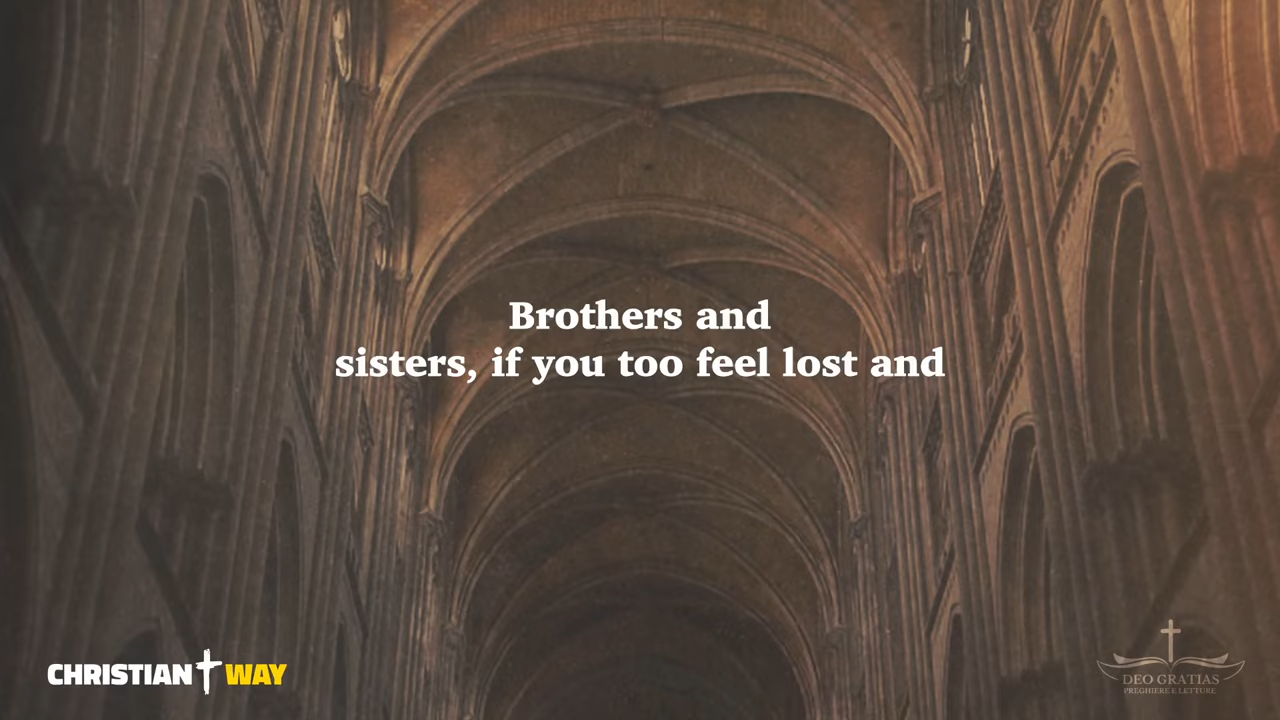 Brothers and
sisters, if you too feel lost and
CHRISTIAN WAY
DEO GRATIAS
PREGHIERE E LETTURE